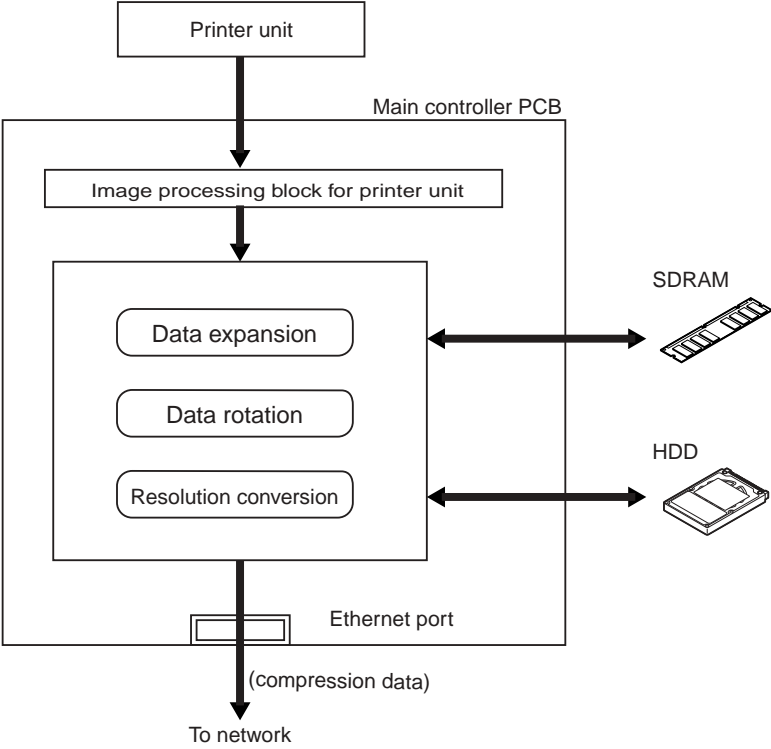 Printer unit
Main controller PCB
Image processing block for printer unit
SDRAM
Data expansion
Data rotation
HDD
Resolution conversion
Ethernet port
(compression data)
To network